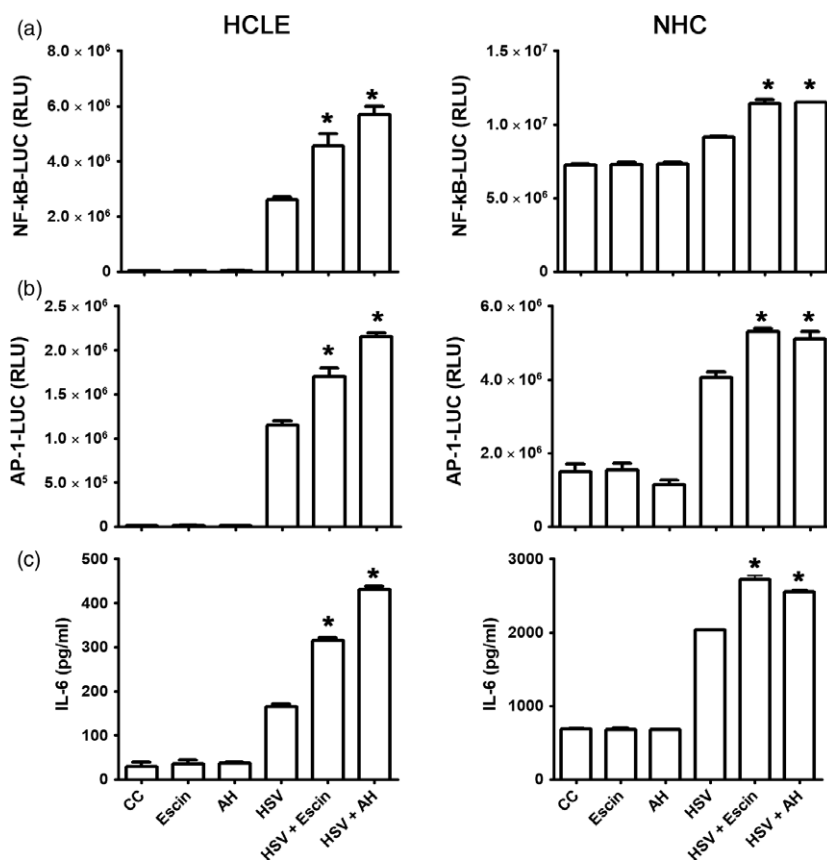 (a)
HCLE
NHC
NF-kB-LUC (RLU)
8.0 × 10⁶
6.0 × 10⁶
4.0 × 10⁶
2.0 × 10⁶
0
* *
NF-kB-LUC (RLU)
1.5 × 10⁷
1.0 × 10⁷
5.0 × 10⁶
0
* *
(b)
AP-1-LUC (RLU)
2.5 × 10⁶
2.0 × 10⁶
1.5 × 10⁶
1.0 × 10⁶
5.0 × 10⁵
0
* *
AP-1-LUC (RLU)
6.0 × 10⁶
4.0 × 10⁶
2.0 × 10⁶
0
* *
(c)
IL-6 (pg/ml)
500
400
300
200
100
0
* *
CC
Escin
AH
HSV
HSV + Escin
HSV + AH
IL-6 (pg/ml)
3000
2000
1000
0
* *
CC
Escin
AH
HSV
HSV + Escin
HSV + AH